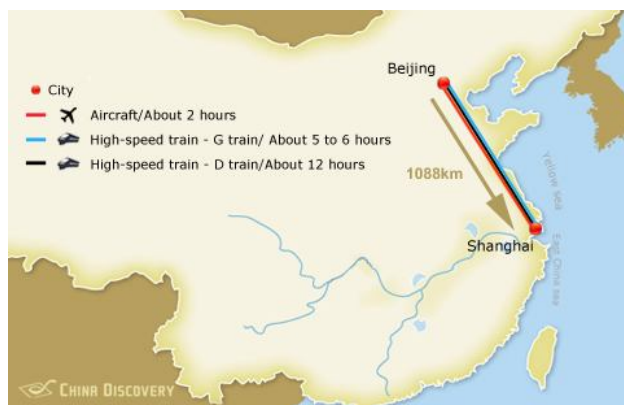 Beijing
City
Aircraft/About 2 hours
High-speed train - G train/ About 5 to 6 hours
High-speed train - D train/About 12 hours
1088km
Yellow sea
Shanghai
East China sea
CHINA DISCOVERY